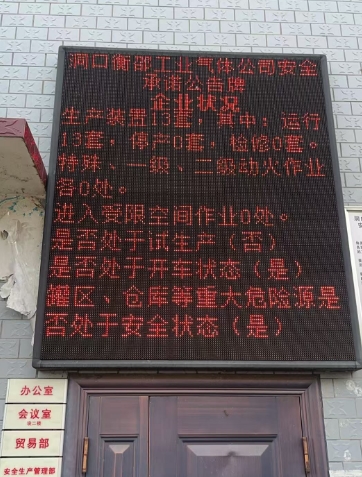 洞口衡邵工业气体公司安全
承诺公告牌
企业状况
生产装置13套，其中：运行
13套，停产0套，检修0套。
特殊、一级、二级动火作业
各0处。
进入受限空间作业0处。
是否处于试生产（否）
是否处于开车状态（是）
罐区、仓库等重大危险源是
否处于安全状态（是）
办公室
会议室
贸易部
安全生产管理部